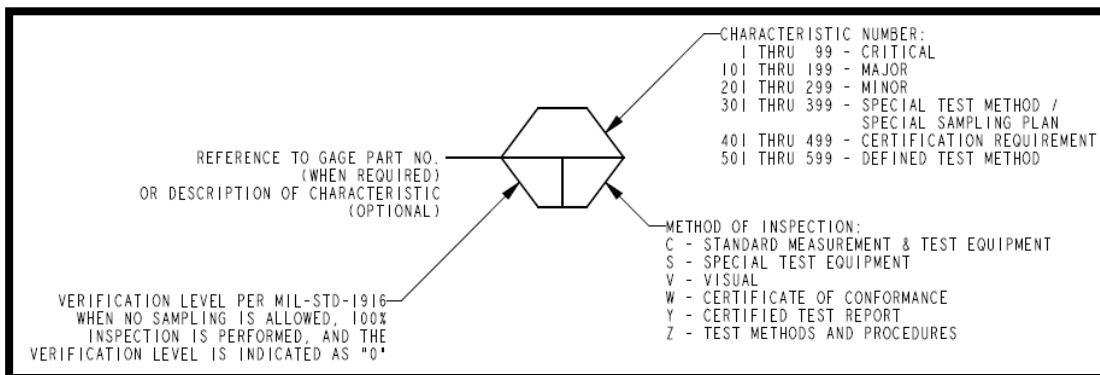 CHARACTERISTIC NUMBER:
1 THRU 99 - CRITICAL
101 THRU 199 - MAJOR
201 THRU 299 - MINOR
301 THRU 399 - SPECIAL TEST METHOD /
SPECIAL SAMPLING PLAN
401 THRU 499 - CERTIFICATION REQUIREMENT
501 THRU 599 - DEFINED TEST METHOD
REFERENCE TO GAGE PART NO.
(WHEN REQUIRED)
OR DESCRIPTION OF CHARACTERISTIC
(OPTIONAL)
METHOD OF INSPECTION:
C - STANDARD MEASUREMENT & TEST EQUIPMENT
S - SPECIAL TEST EQUIPMENT
V - VISUAL
W - CERTIFICATE OF CONFORMANCE
Y - CERTIFIED TEST REPORT
Z - TEST METHODS AND PROCEDURES
VERIFICATION LEVEL PER MIL-STD-1916
WHEN NO SAMPLING IS ALLOWED, 100%
INSPECTION IS PERFORMED, AND THE
VERIFICATION LEVEL IS INDICATED AS "0"